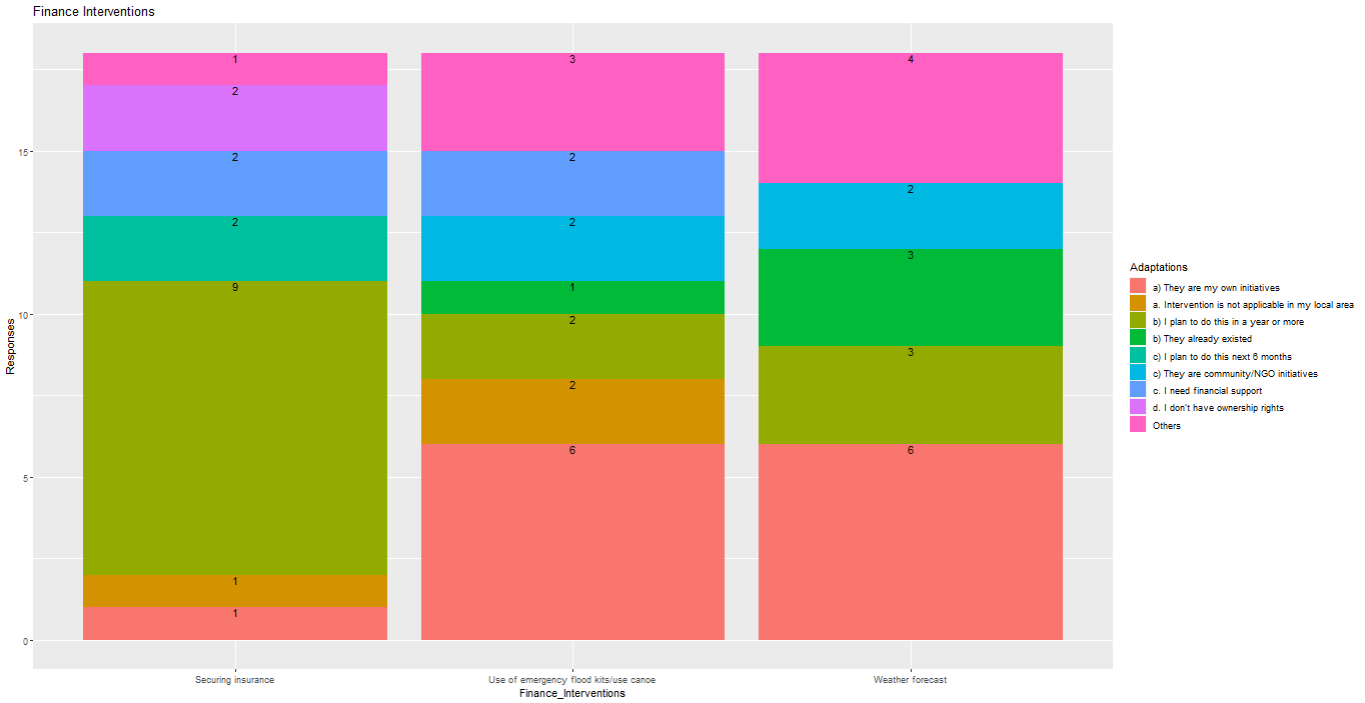 Finance Interventions
1
3
4
2
2
2
2
2
2
3
9
1
2
3
2
6
6
1
1
15
10
5
0
Responses
Securing insurance
Use of emergency flood kits/use canoe
Weather forecast
Finance_Interventions
Adaptations
a) They are my own initiatives
a. Intervention is not applicable in my local area
b) I plan to do this in a year or more
b) They already existed
c) I plan to do this next 6 months
c) They are community/NGO initiatives
c. I need financial support
d. I don't have ownership rights
Others